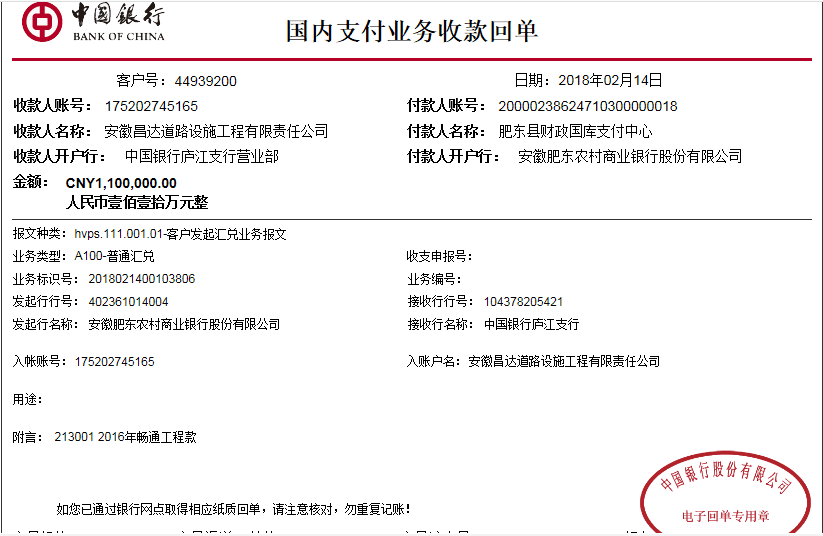 中国银行
BANK OF CHINA
国内支付业务收款回单
客户号：44939200 日期：2018年02月14日
收款人账号：175202745165 付款人账号：20000238624710300000018
收款人名称：安徽昌达道路设施工程有限责任公司 付款人名称：肥东县财政国库支付中心
收款人开户行：中国银行庐江支行营业部 付款人开户行：安徽肥东农村商业银行股份有限公司
金额：CNY1,100,000.00
人民币壹佰壹拾万元整
报文种类：hvps.111.001.01-客户发起汇兑业务报文
业务类型：A100-普通汇兑 收支申报号：
业务标识号：2018021400103806 业务编号：
发起行行号：402361014004 接收行行号：104378205421
发起行名称：安徽肥东农村商业银行股份有限公司 接收行名称：中国银行庐江支行
入帐账号：175202745165 入账户名：安徽昌达道路设施工程有限责任公司
用途：
附言：213001 2016年畅通工程款
中国银行股份有限公司
如您已通过银行网点取得相应纸质回单，请注意核对，勿重复记账！
电子回单专用章